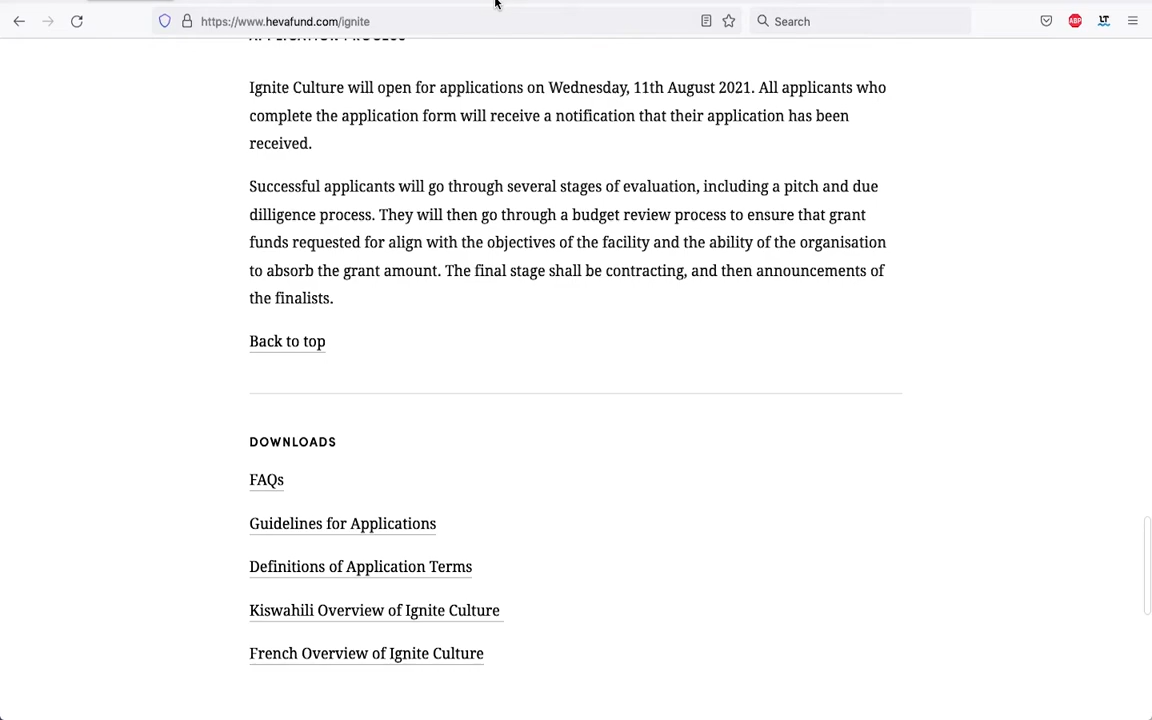 https://www.hevafund.com/ignite
Search
ABP
LT
APPLICATION PROCESS
Ignite Culture will open for applications on Wednesday, 11th August 2021. All applicants who
complete the application form will receive a notification that their application has been
received.
Successful applicants will go through several stages of evaluation, including a pitch and due
dilligence process. They will then go through a budget review process to ensure that grant
funds requested for align with the objectives of the facility and the ability of the organisation
to absorb the grant amount. The final stage shall be contracting, and then announcements of
the finalists.
Back to top
DOWNLOADS
FAQs
Guidelines for Applications
Definitions of Application Terms
Kiswahili Overview of Ignite Culture
French Overview of Ignite Culture